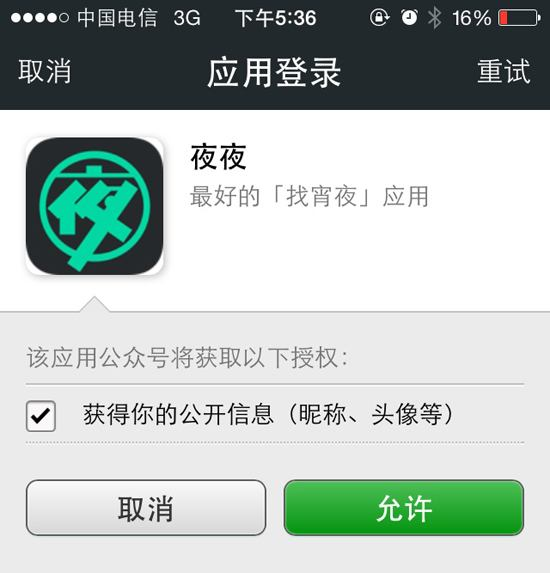 中国电信 3G 下午5:36 16%
取消 应用登录 重试
夜
夜夜
最好的「找宵夜」应用
该应用公众号将获取以下授权：
获得你的公开信息（昵称、头像等）
取消 允许